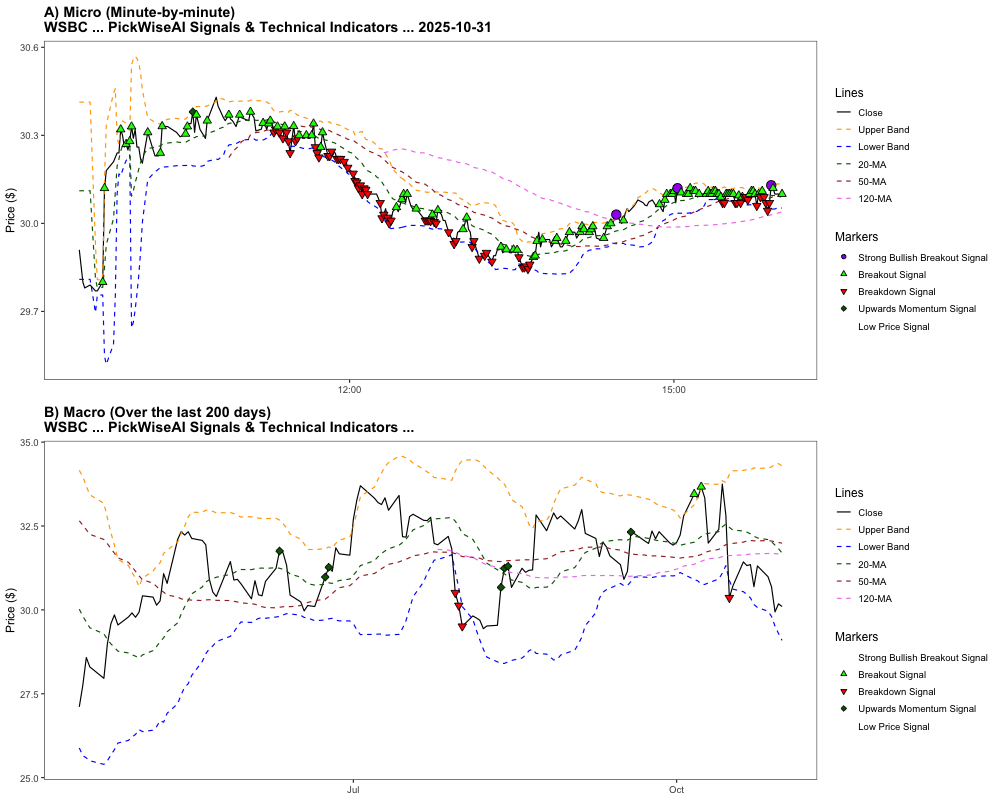 A) Micro (Minute-by-minute)
WSBC ... PickWiseAI Signals & Technical Indicators ... 2025-10-31
30.6
30.3
30.0
29.7
Price ($)
12:00
15:00
Lines
Close
Upper Band
Lower Band
20-MA
50-MA
120-MA
Markers
Strong Bullish Breakout Signal
Breakout Signal
Breakdown Signal
Upwards Momentum Signal
Low Price Signal
B) Macro (Over the last 200 days)
WSBC ... PickWiseAI Signals & Technical Indicators ...
35.0
32.5
30.0
27.5
25.0
Price ($)
Jul
Oct
Lines
Close
Upper Band
Lower Band
20-MA
50-MA
120-MA
Markers
Strong Bullish Breakout Signal
Breakout Signal
Breakdown Signal
Upwards Momentum Signal
Low Price Signal